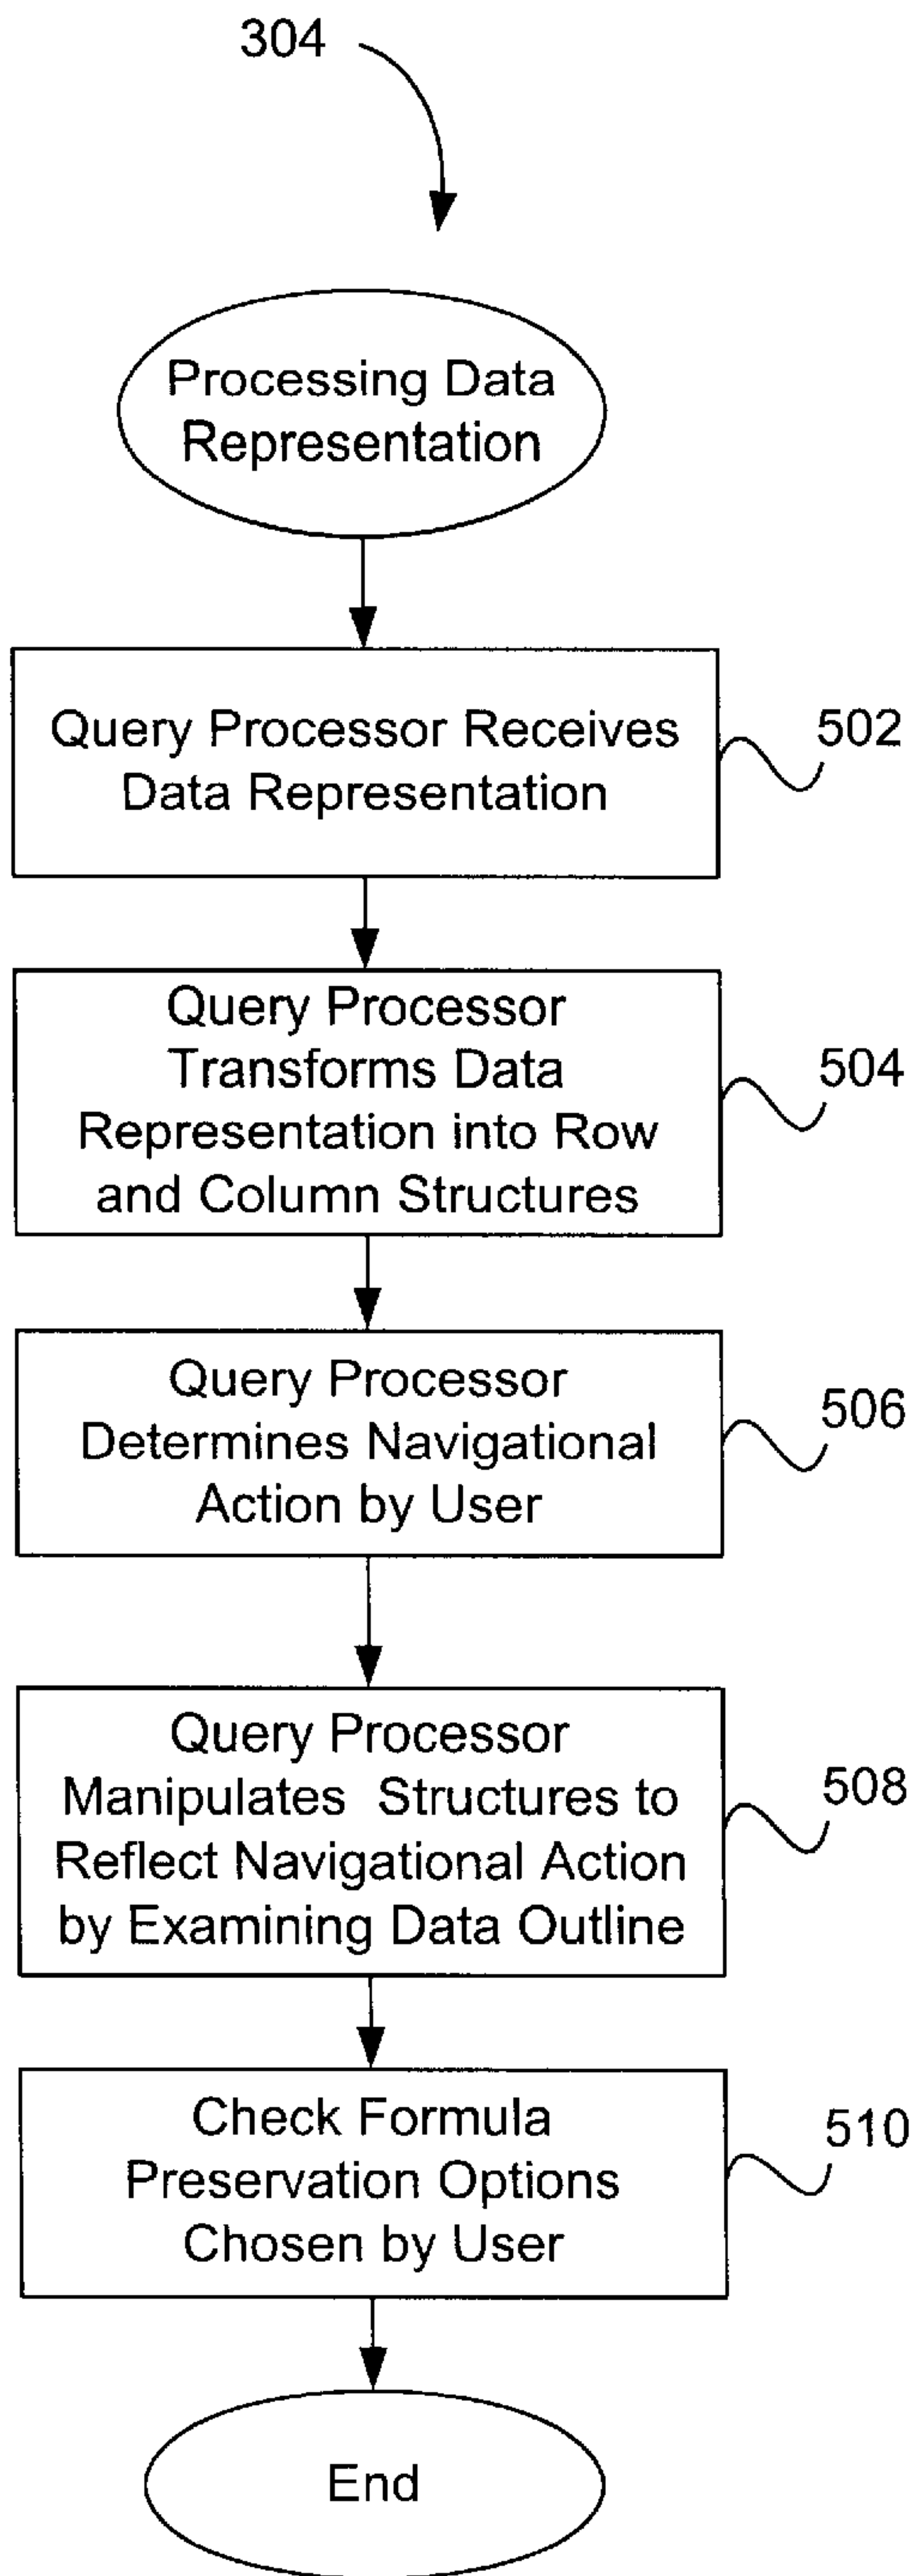 304
Processing Data
Representation
Query Processor Receives
Data Representation
502
Query Processor
Transforms Data
Representation into Row
and Column Structures
504
Query Processor
Determines Navigational
Action by User
506
Query Processor
Manipulates Structures to
Reflect Navigational Action
by Examining Data Outline
508
Check Formula
Preservation Options
Chosen by User
510
End